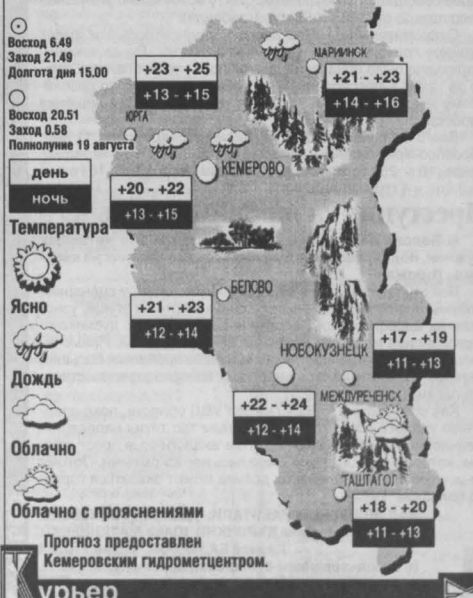 Восход 6.49
Заход 21.49
Долгота дня 15.00
Восход 20.51
Заход 0.58
Полнолуние 19 августа
день
ночь
Температура
Ясно
Дождь
Облачно
Облачно с прояснениями
МАРИИНСК
+21 - +23
+14 - +16
+23 - +25
+13 - +15
ЮРГА
КЕМЕРОВО
+20 - +22
+13 - +15
БЕЛОВО
+21 - +23
+12 - +14
НОВОКУЗНЕЦК
+22 - +24
+12 - +14
+17 - +19
+11 - +13
МЕЖДУРЕЧЕНСК
ТАШТАГОЛ
+18 - +20
+11 - +13
Прогноз предоставлен
Кемеровским гидрометцентром.
Курьер